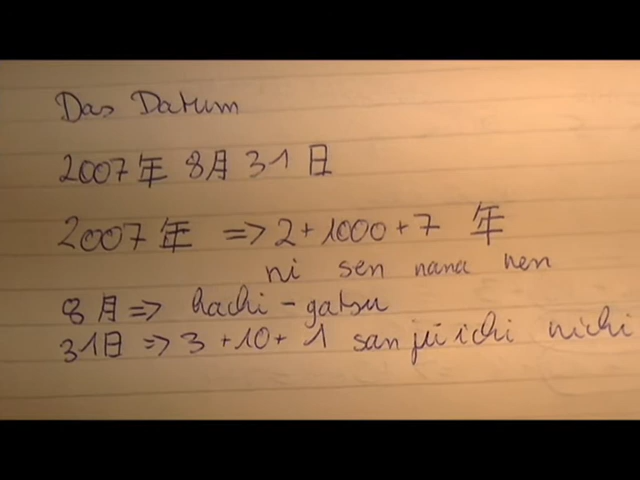 Das Datum
2007年 8月 31日
2007年 => 2+1000+7 年
ni sen nana nen
8月 => hachi-gatsu
31日 => 3+10+1 san jü ichi nichi